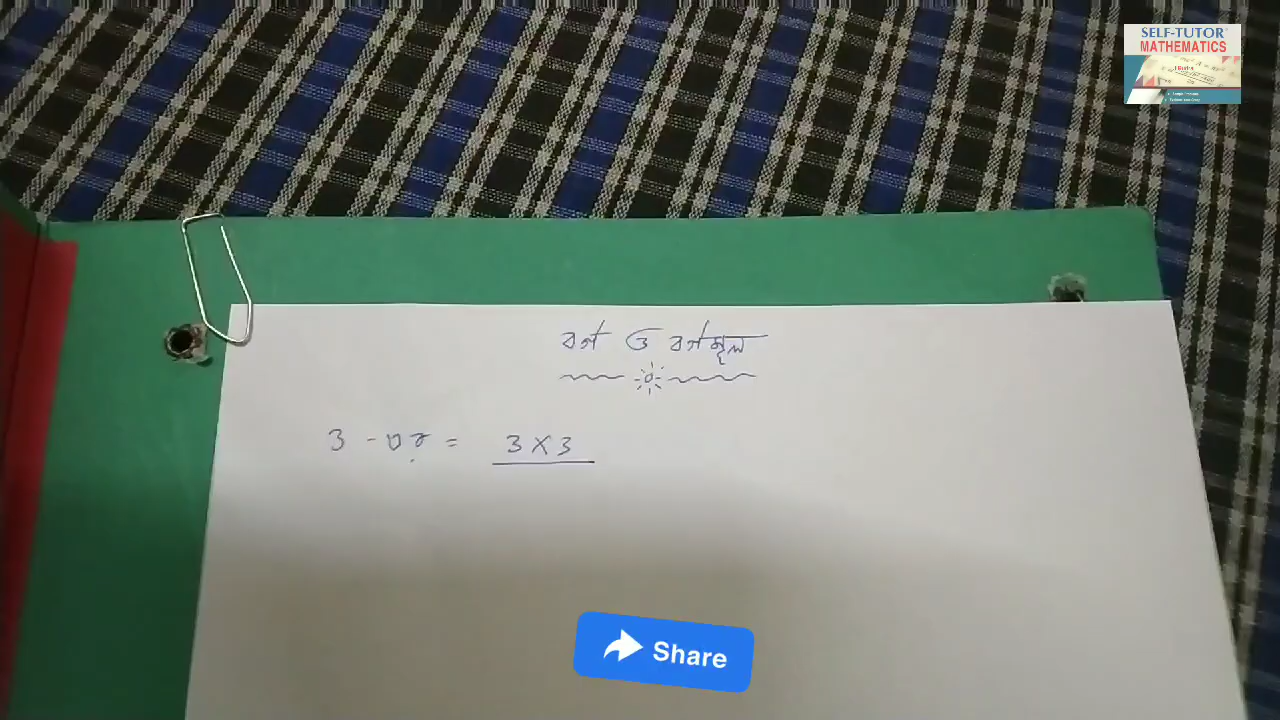 SELF-TUTOR
MATHEMATICS
বর্গ ও বর্গমূল
3 - এর = 3 × 3
Share